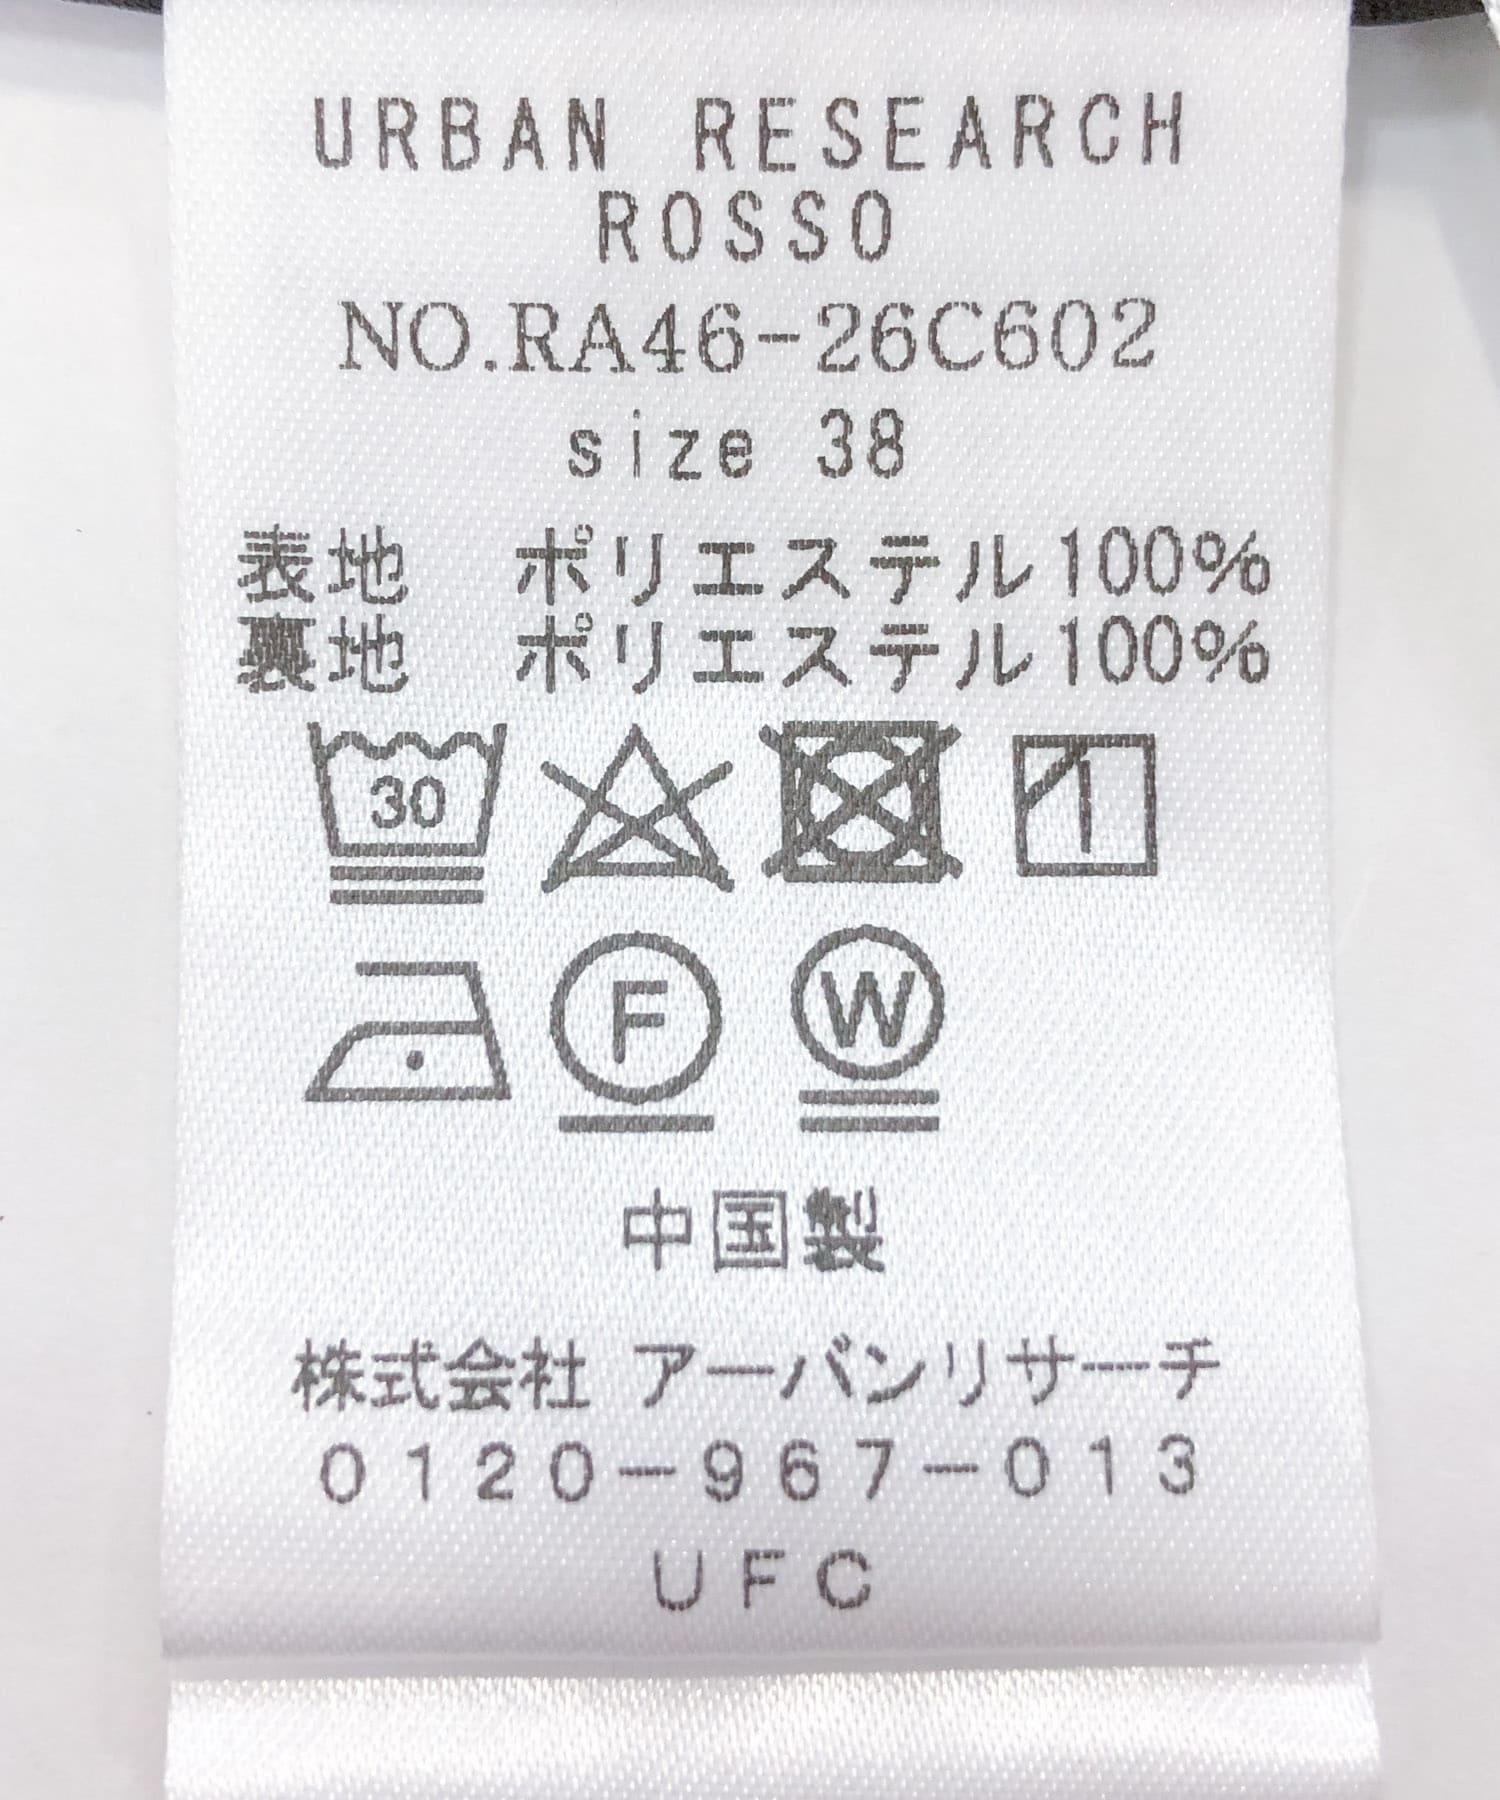 URBAN RESEARCH
ROSSO
NO.RA46-26C602
size 38
表地 ポリエステル100%
裏地 ポリエステル100%
30
F W
中国製
株式会社 アーバンリサーチ
0120-967-013
UFC